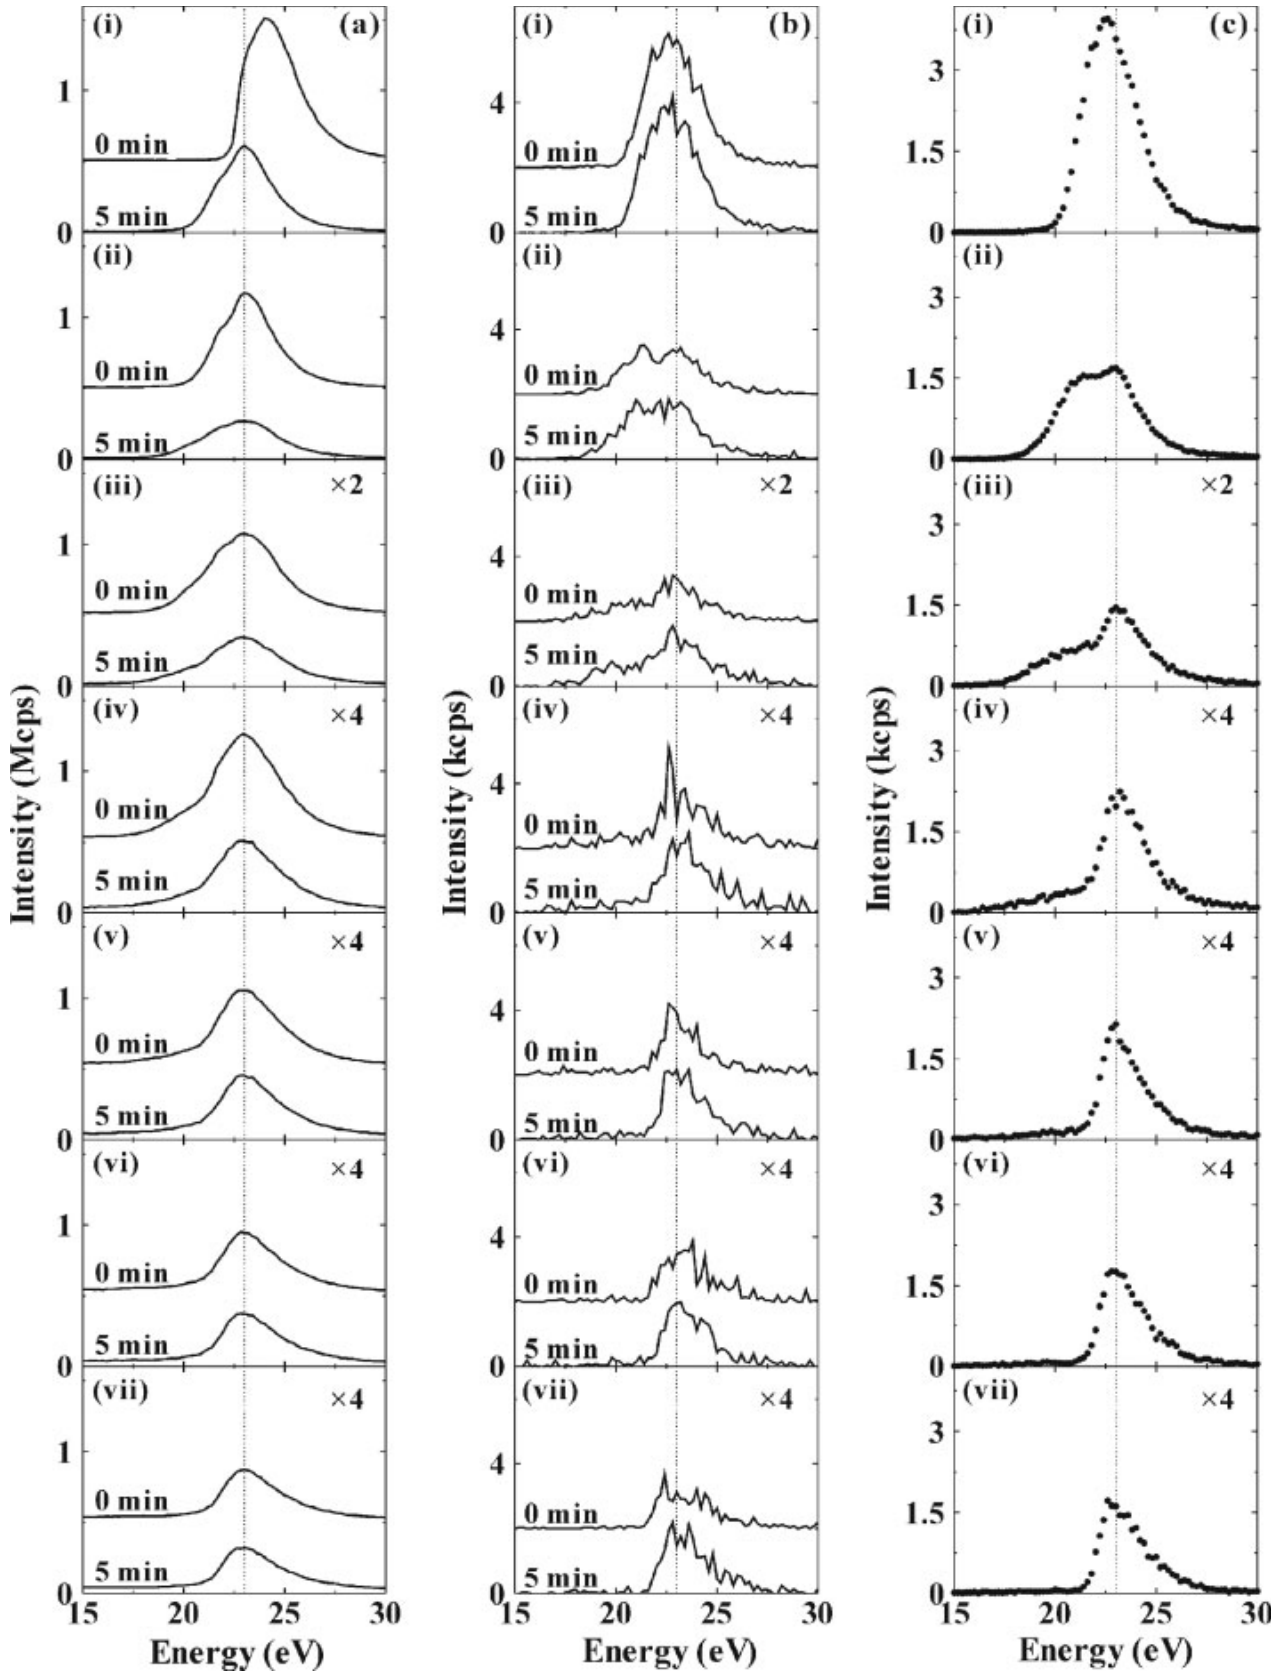 (i) (a)
1
0 min
5 min
0
(ii)
1
0 min
5 min
0
(iii) ×2
1
0 min
5 min
0
(iv) ×4
1
0 min
5 min
0
(v) ×4
1
0 min
5 min
0
(vi) ×4
1
0 min
5 min
0
(vii) ×4
1
0 min
5 min
0
15 20 25 30
Energy (eV)
Intensity (Mcps)
(i) (b)
4
0 min
5 min
0
(ii)
4
0 min
5 min
0
(iii) ×2
4
0 min
5 min
0
(iv) ×4
4
0 min
5 min
0
(v) ×4
4
0 min
5 min
0
(vi) ×4
4
0 min
5 min
0
(vii) ×4
4
0 min
5 min
0
15 20 25 30
Energy (eV)
Intensity (kcps)
(i) (c)
3
1.5
0
(ii)
3
1.5
0
(iii) ×2
3
1.5
0
(iv) ×4
3
1.5
0
(v) ×4
3
1.5
0
(vi) ×4
3
1.5
0
(vii) ×4
3
1.5
0
15 20 25 30
Energy (eV)
Intensity (kcps)